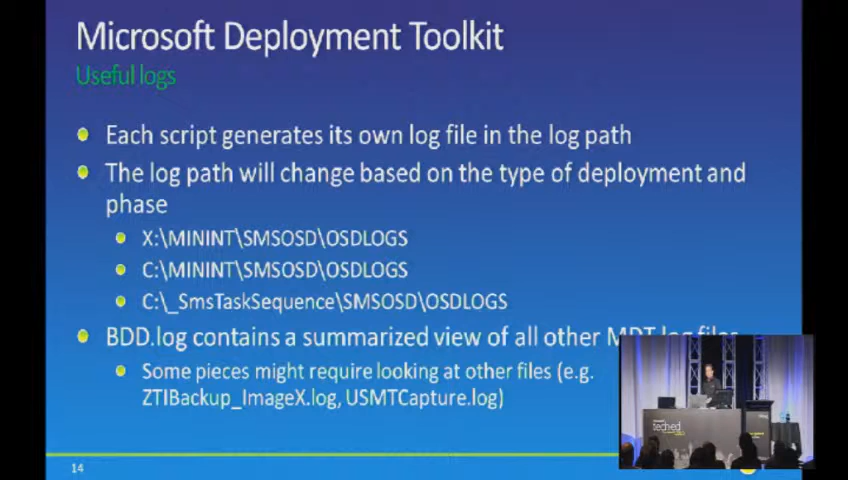 Microsoft Deployment Toolkit
Useful logs
Each script generates its own log file in the log path
The log path will change based on the type of deployment and
phase
X:\MININT\SMSOSD\OSDLOGS
C:\MININT\SMSOSD\OSDLOGS
C:\_SmsTaskSequence\SMSOSD\OSDLOGS
BDD.log contains a summarized view of all other MDT log files
Some pieces might require looking at other files (e.g.
ZTIBackup_ImageX.log, USMTCapture.log)
teched
14